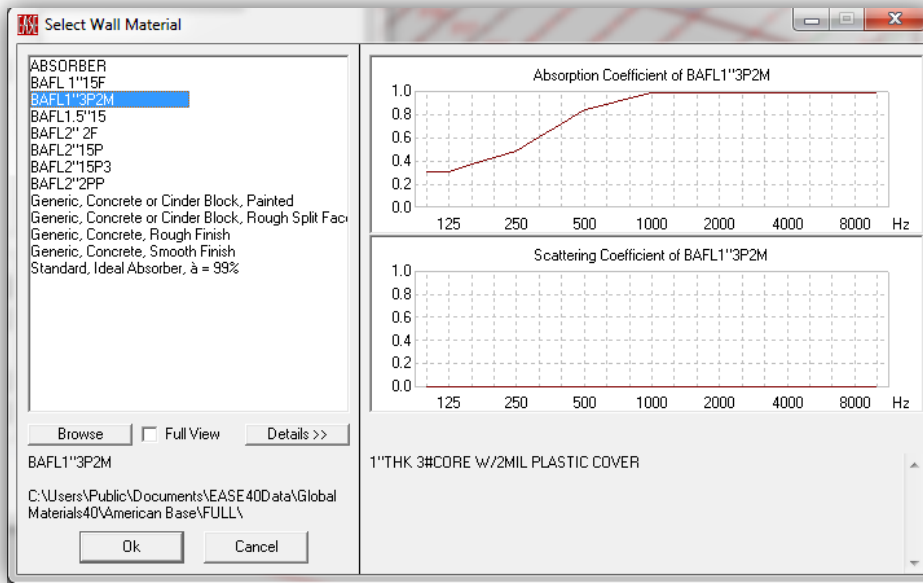 EASE Select Wall Material
ABSORBER
BAFL 1"15F
BAFL1"3P2M
BAFL1.5"15
BAFL2" 2F
BAFL2"15P
BAFL2"15P3
BAFL2"2PP
Generic, Concrete or Cinder Block, Painted
Generic, Concrete or Cinder Block, Rough Split Fac
Generic, Concrete, Rough Finish
Generic, Concrete, Smooth Finish
Standard, Ideal Absorber, à = 99%
Browse Full View Details >>
BAFL1"3P2M
C:\Users\Public\Documents\EASE40Data\Global
Materials40\American Base\FULL\
Ok Cancel
Absorption Coefficient of BAFL1"3P2M
1.0
0.8
0.6
0.4
0.2
0.0
125 250 500 1000 2000 4000 8000 Hz
Scattering Coefficient of BAFL1"3P2M
1.0
0.8
0.6
0.4
0.2
0.0
125 250 500 1000 2000 4000 8000 Hz
1"THK 3#CORE W/2MIL PLASTIC COVER